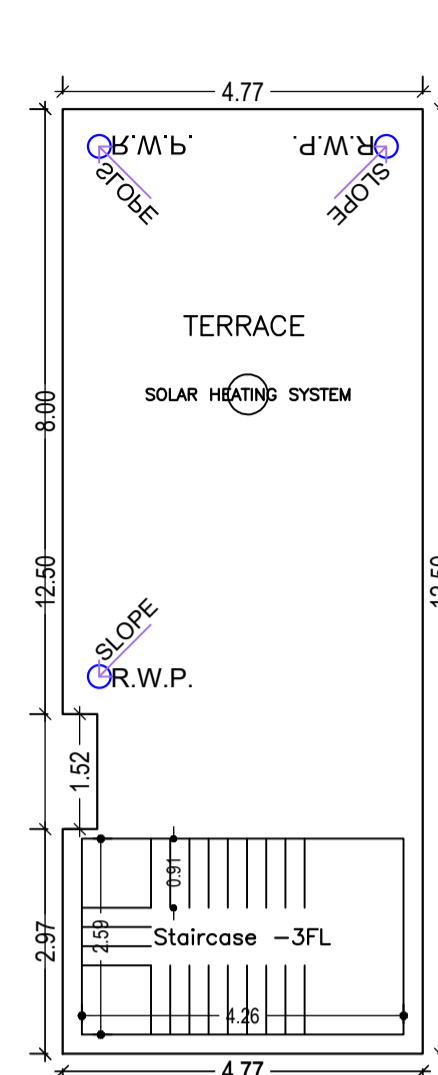 4.77
R.W.P.
R.W.P.
SLOPE
SLOPE
TERRACE
SOLAR HEATING SYSTEM
8.00
12.50
12.50
SLOPE
R.W.P.
1.52
0.91
2.97
2.59
Staircase -3FL
4.26
4.77